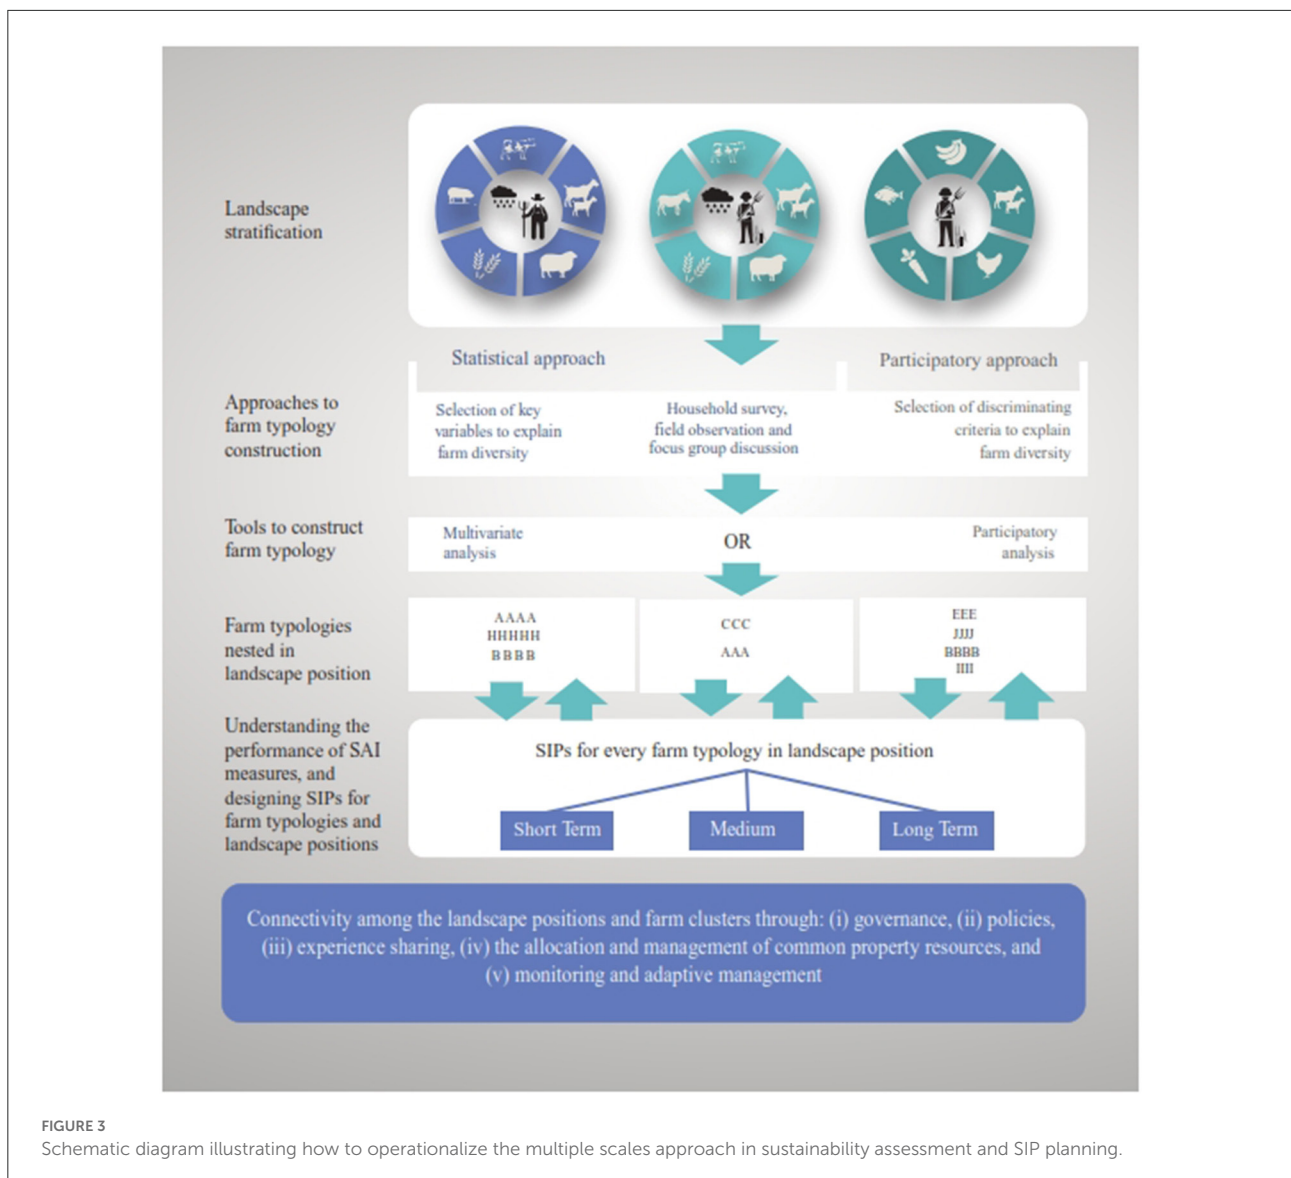 Landscape
stratification
Statistical approach
Participatory approach
Approaches to
farm typology
construction
Selection of key
variables to explain
farm diversity
Household survey,
field observation and
focus group discussion
Selection of discriminating
criteria to explain
farm diversity
Tools to construct
farm typology
Multivariate
analysis
OR
Participatory
analysis
Farm typologies
nested in
landscape position
AAAA
HHHHH
BBBB
CCC
AAA
EEE
JJJJ
BBBB
IIII
Understanding the
performance of SAI
measures, and
designing SIPs for
farm typologies and
landscape positions
SIPs for every farm typology in landscape position
Short Term
Medium
Long Term
Connectivity among the landscape positions and farm clusters through: (i) governance, (ii) policies,
(iii) experience sharing, (iv) the allocation and management of common property resources, and
(v) monitoring and adaptive management
FIGURE 3
Schematic diagram illustrating how to operationalize the multiple scales approach in sustainability assessment and SIP planning.